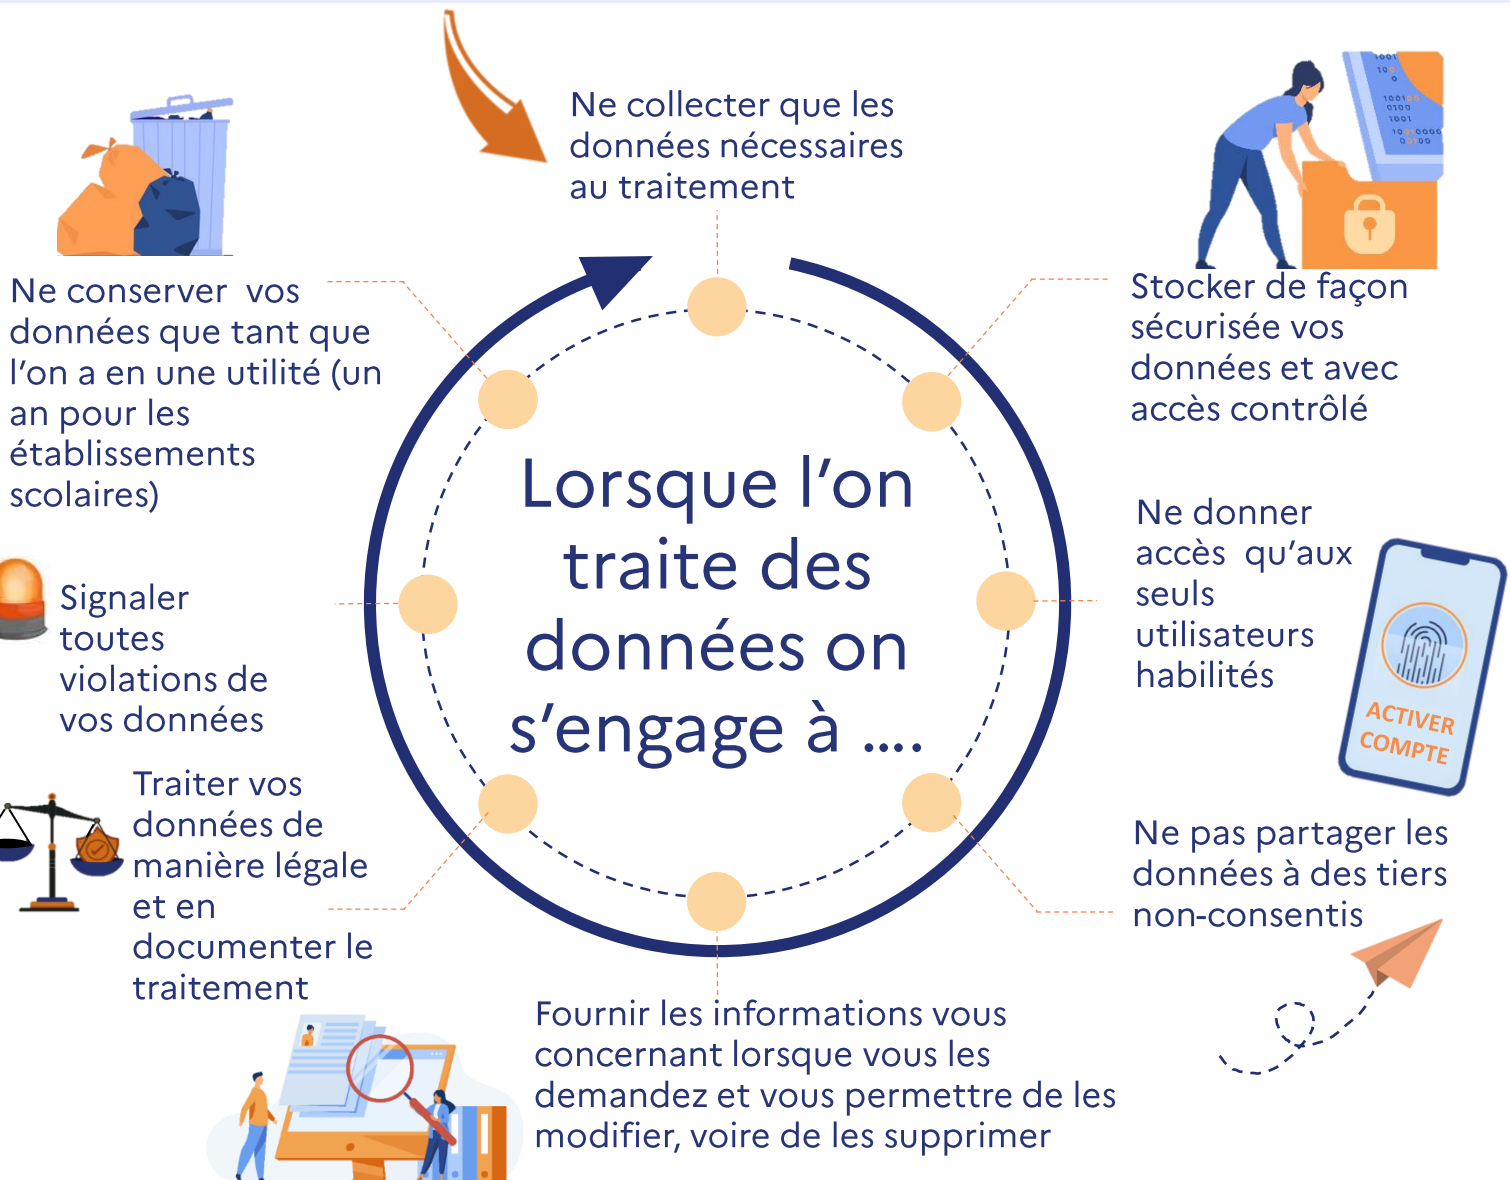 Ne collecter que les
données nécessaires
au traitement
Stocker de façon
sécurisée vos
données et avec
accès contrôlé
Ne donner
accès qu'aux
seuls
utilisateurs
habilités
ACTIVER
COMPTE
Ne pas partager les
données à des tiers
non-consentis
Fournir les informations vous
concernant lorsque vous les
demandez et vous permettre de les
modifier, voire de les supprimer
Traiter vos
données de
manière légale
et en
documenter le
traitement
Signaler
toutes
violations de
vos données
Ne conserver vos
données que tant que
l'on a en une utilité (un
an pour les
établissements
scolaires)
Lorsque l'on
traite des
données on
s'engage à ....